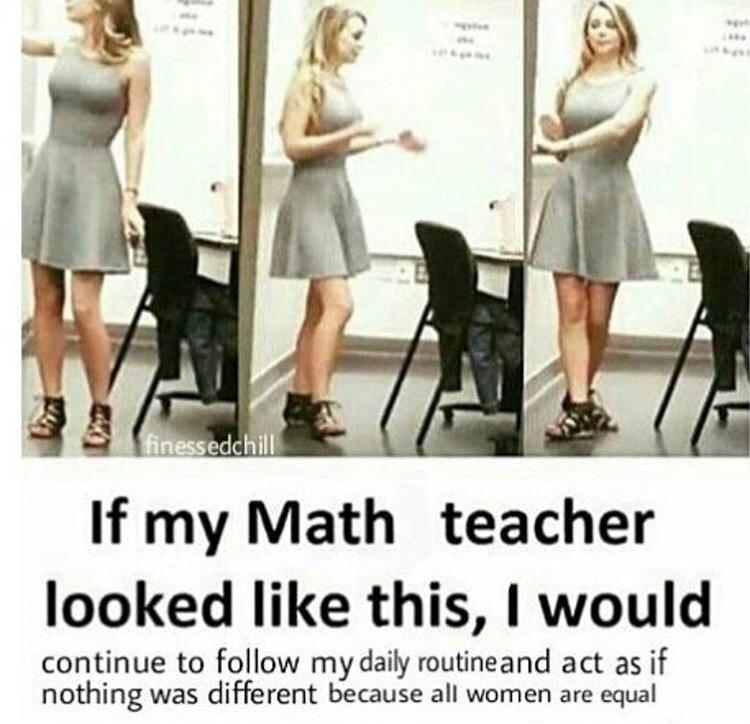 finessedchill
If my Math teacher
looked like this, I would
continue to follow my daily routine and act as if
nothing was different because all women are equal